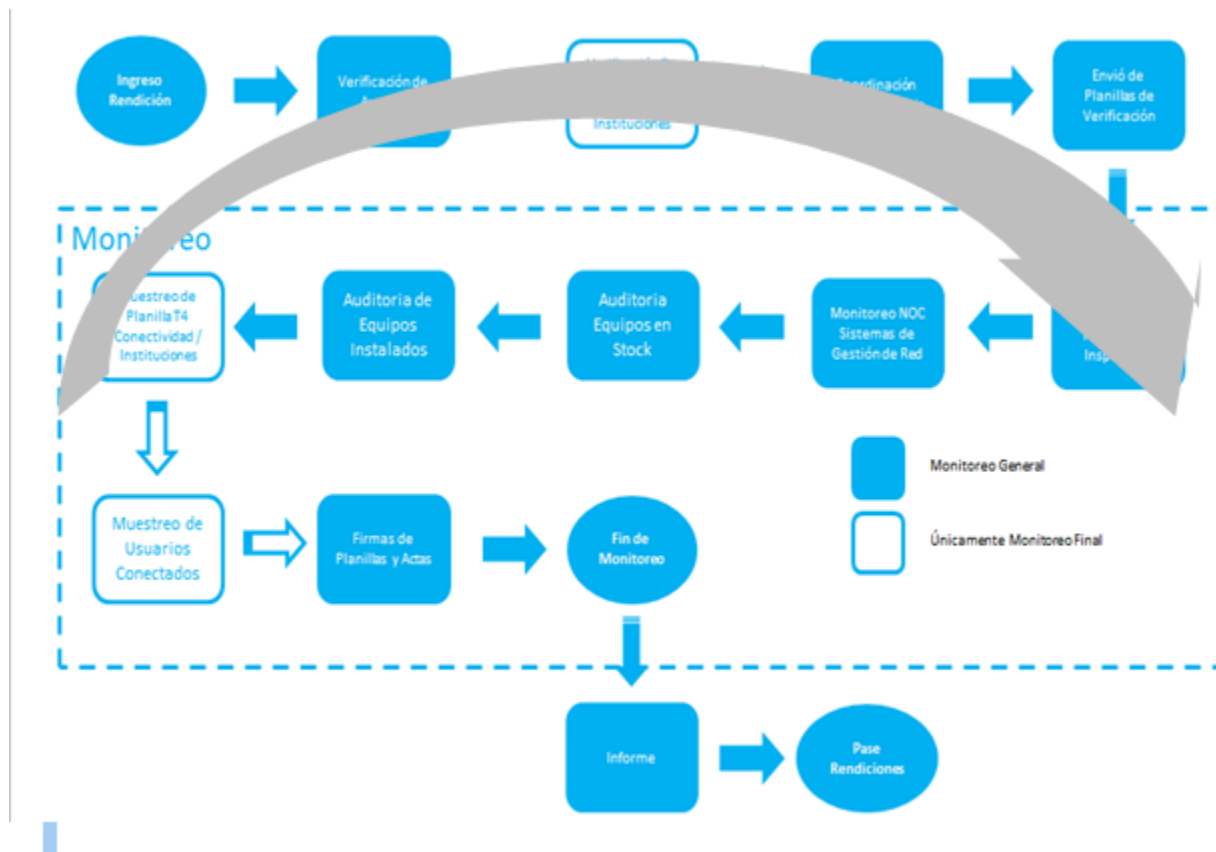 Ingreso
Rendición
Verificación de
Instituciones
Coordinación
Envió de
Planillas de
Verificación
Monitoreo
Muestreo de
Planilla T4
Conectividad /
Instituciones
Auditoria de
Equipos
Instalados
Auditoria
Equipos en
Stock
Monitoreo NOC
Sistemas de
Gestión de Red
Monitoreo General
Únicamente Monitoreo Final
Muestreo de
Usuarios
Conectados
Firmas de
Planillas y Actas
Fin de
Monitoreo
Informe
Pase
Rendiciones